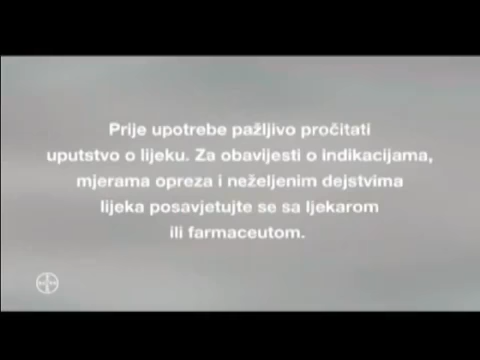 Prije upotrebe pažljivo pročitati
uputstvo o lijeku. Za obavijesti o indikacijama,
mjerama opreza i neželjenim dejstvima
lijeka posavjetujte se sa ljekarom
ili farmaceutom.